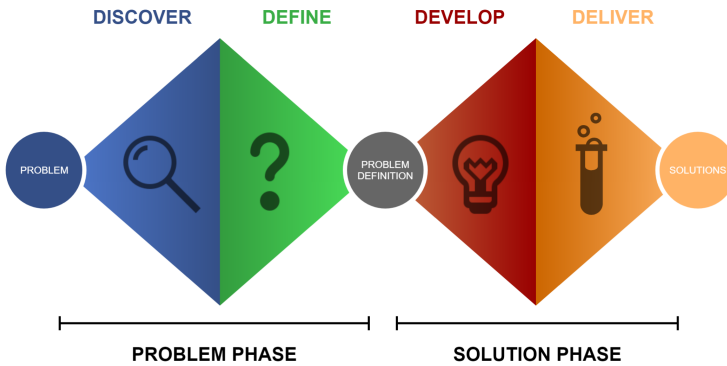 DISCOVER
DEFINE
DEVELOP
DELIVER
PROBLEM
PROBLEM
DEFINITION
SOLUTIONS
PROBLEM PHASE
SOLUTION PHASE